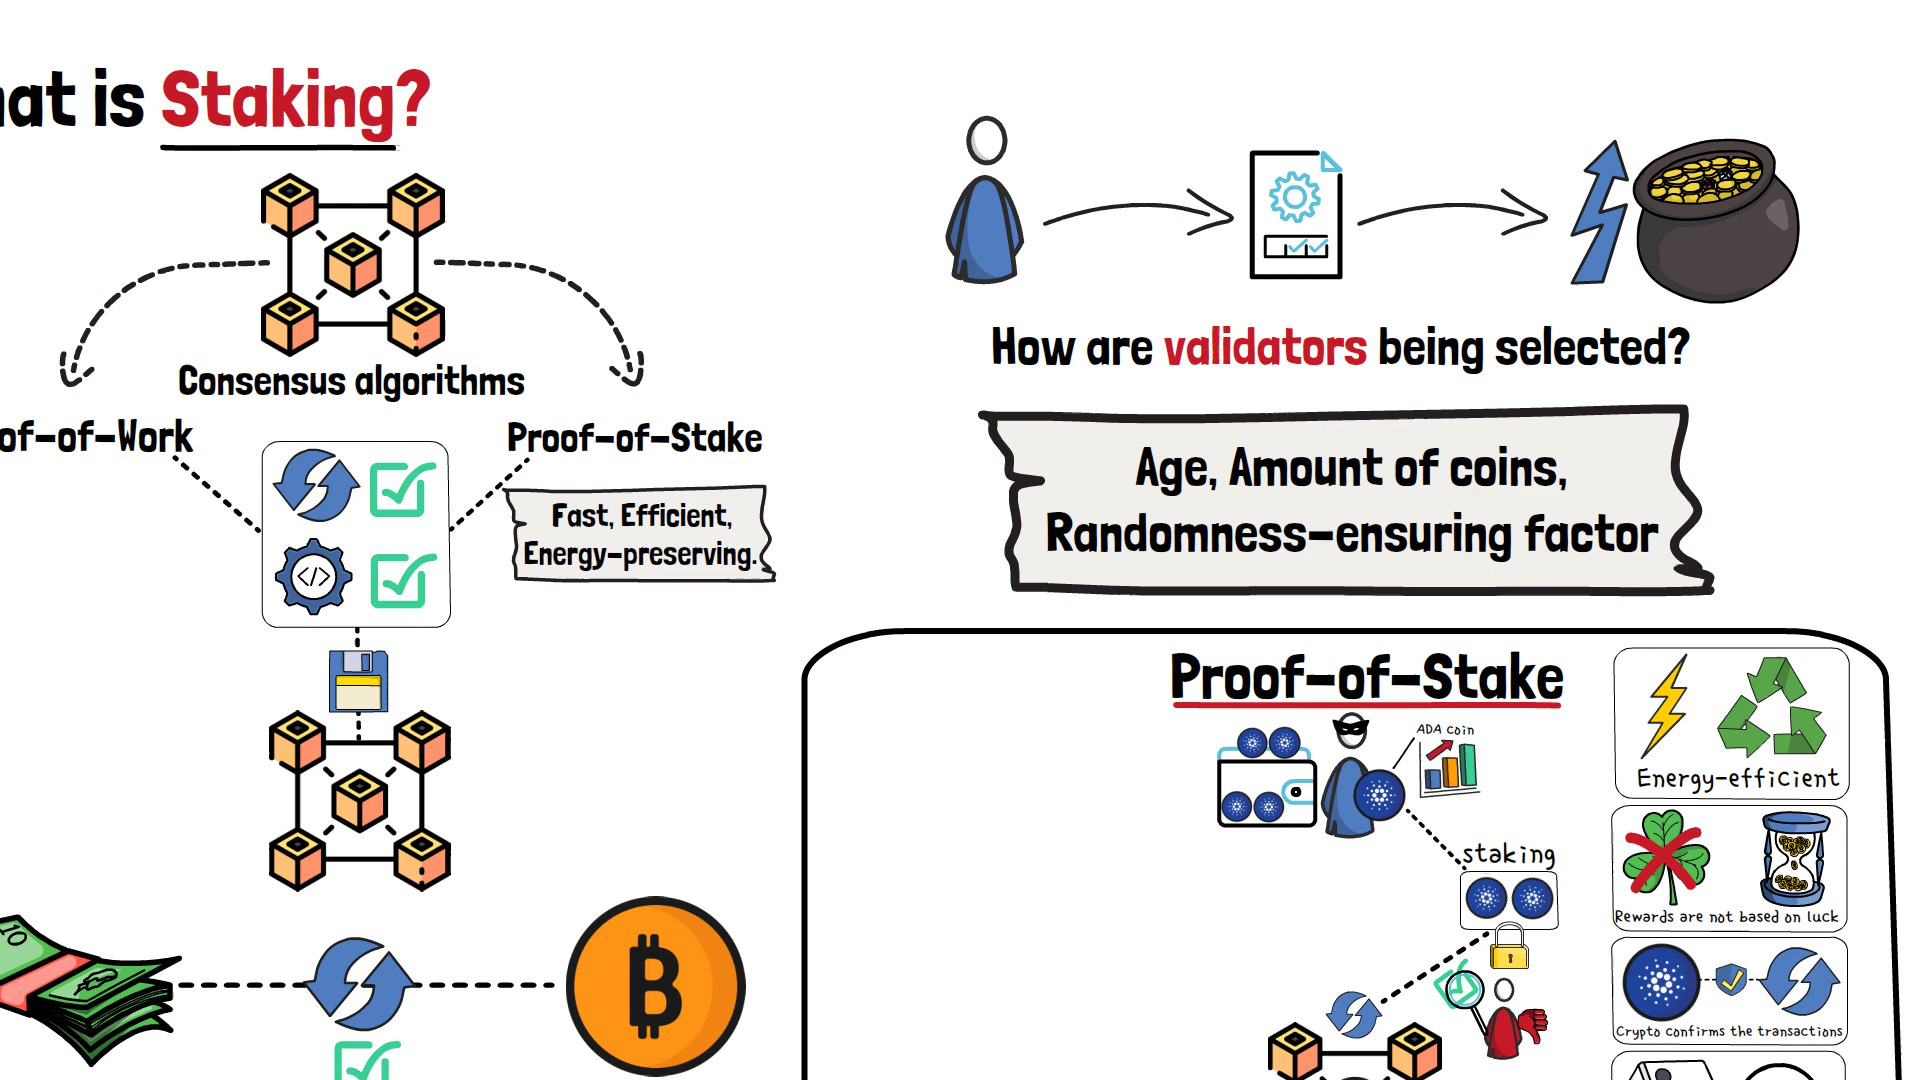 at is Staking?
Consensus algorithms
of-of-Work
Proof-of-Stake
Fast, Efficient,
Energy-preserving.
10
How are validators being selected?
Age, Amount of coins,
Randomness-ensuring factor
Proof-of-Stake
ADA coin
staking
Energy-efficient
Rewards are not based on luck
Crypto confirms the transactions